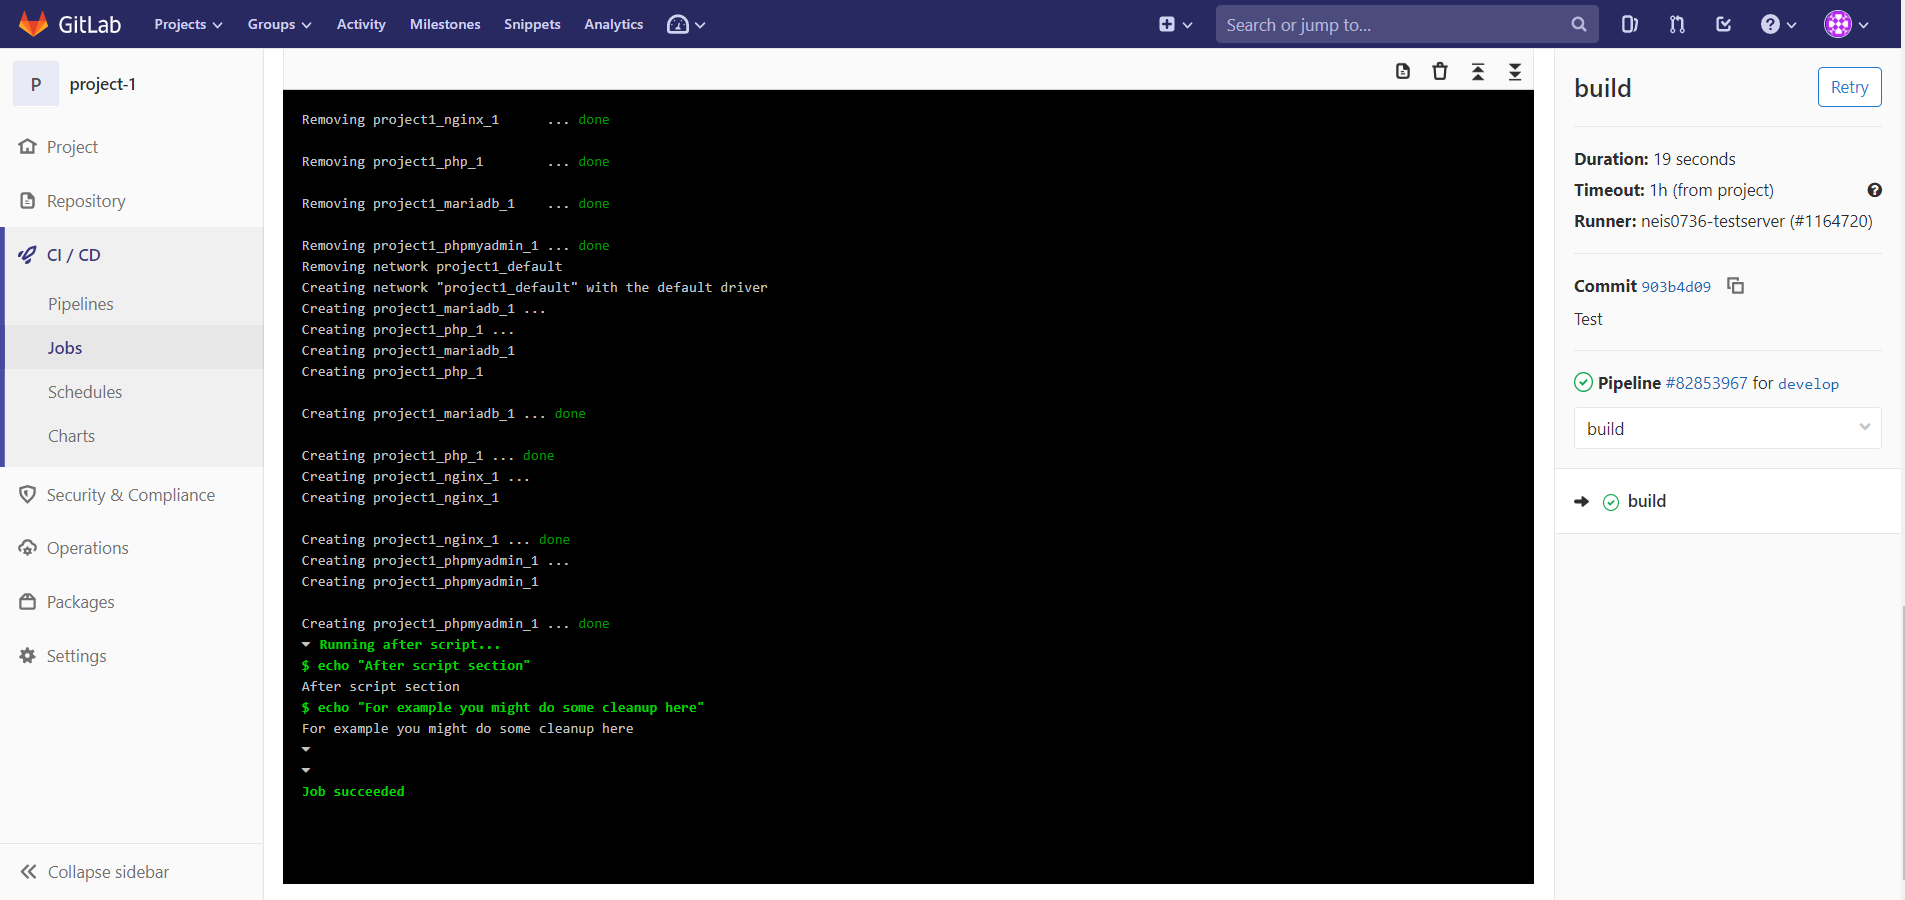 GitLab Projects Groups Activity Milestones Snippets Analytics Search or jump to...
P project-1
Project
Repository
CI / CD
Pipelines
Jobs
Schedules
Charts
Security & Compliance
Operations
Packages
Settings
Collapse sidebar
Removing project1_nginx_1 ... done
Removing project1_php_1 ... done
Removing project1_mariadb_1 ... done
Removing project1_phpmyadmin_1 ... done
Removing network project1_default
Creating network "project1_default" with the default driver
Creating project1_mariadb_1 ...
Creating project1_php_1 ...
Creating project1_mariadb_1
Creating project1_php_1
Creating project1_mariadb_1 ... done
Creating project1_php_1 ... done
Creating project1_nginx_1 ...
Creating project1_nginx_1
Creating project1_nginx_1 ... done
Creating project1_phpmyadmin_1 ...
Creating project1_phpmyadmin_1
Creating project1_phpmyadmin_1 ... done
Running after script...
$ echo "After script section"
After script section
$ echo "For example you might do some cleanup here"
For example you might do some cleanup here
Job succeeded
build Retry
Duration: 19 seconds
Timeout: 1h (from project)
Runner: neis0736-testserver (#1164720)
Commit 903b4d09
Test
Pipeline #82853967 for develop
build
build